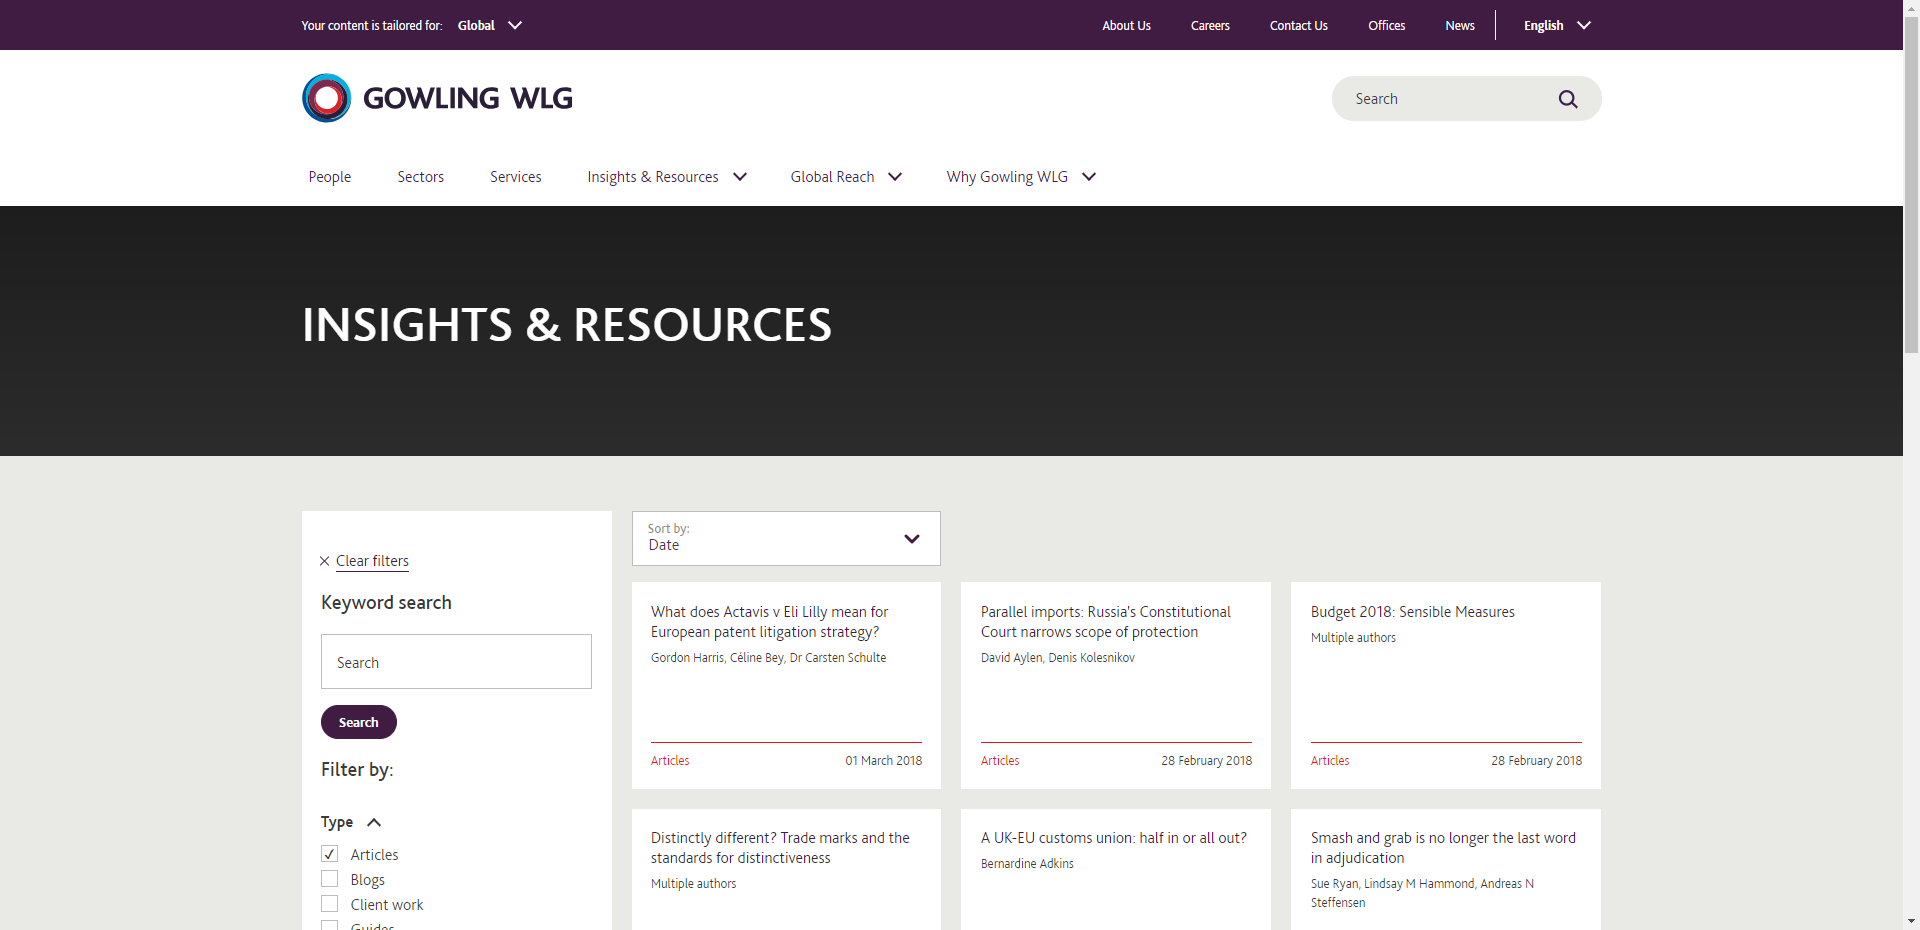 Your content is tailored for: Global
About Us Careers Contact Us Offices News English
GOWLING WLG
Search
People Sectors Services Insights & Resources Global Reach Why Gowling WLG
INSIGHTS & RESOURCES
Clear filters
Keyword search
Search
Search
Filter by:
Type
Articles
Blogs
Client work
Guides
Sort by:
Date
What does Actavis v Eli Lilly mean for
European patent litigation strategy?
Gordon Harris, Céline Bey, Dr Carsten Schulte
Articles 01 March 2018
Parallel imports: Russia's Constitutional
Court narrows scope of protection
David Aylen, Denis Kolesnikov
Articles 28 February 2018
Budget 2018: Sensible Measures
Multiple authors
Articles 28 February 2018
Distinctly different? Trade marks and the
standards for distinctiveness
Multiple authors
A UK-EU customs union: half in or all out?
Bernardine Adkins
Smash and grab is no longer the last word
in adjudication
Sue Ryan, Lindsay M Hammond, Andreas N
Steffensen